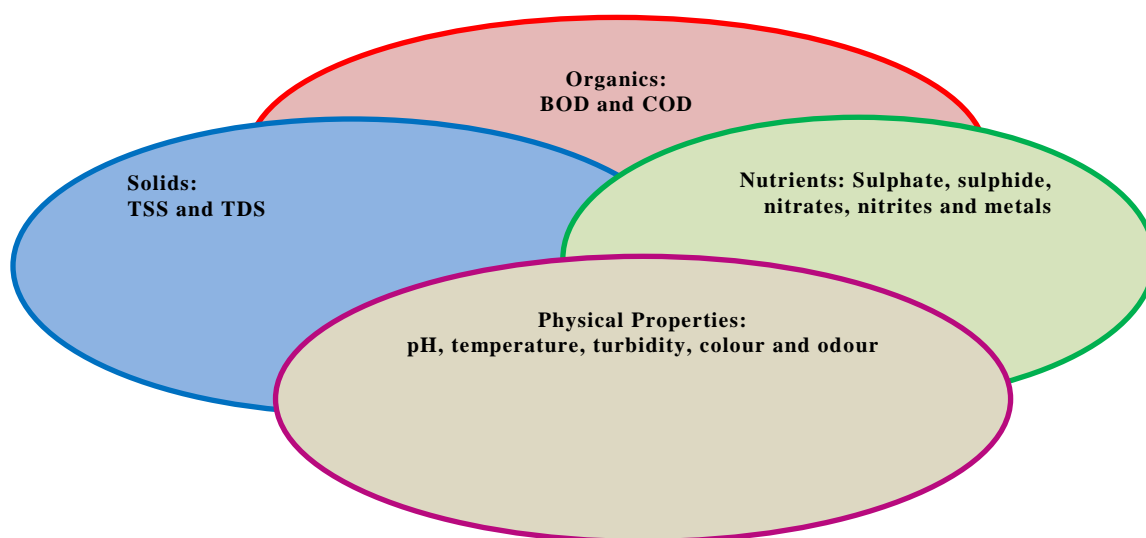 Organics:
BOD and COD
Solids:
TSS and TDS
Nutrients: Sulphate, sulphide,
nitrates, nitrites and metals
Physical Properties:
pH, temperature, turbidity, colour and odour